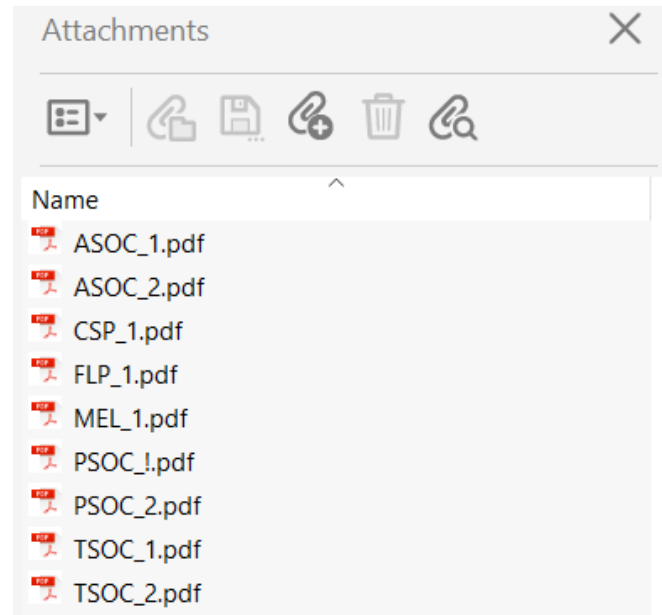 Attachments
Name
ASOC_1.pdf
ASOC_2.pdf
CSP_1.pdf
FLP_1.pdf
MEL_1.pdf
PSOC_!.pdf
PSOC_2.pdf
TSOC_1.pdf
TSOC_2.pdf